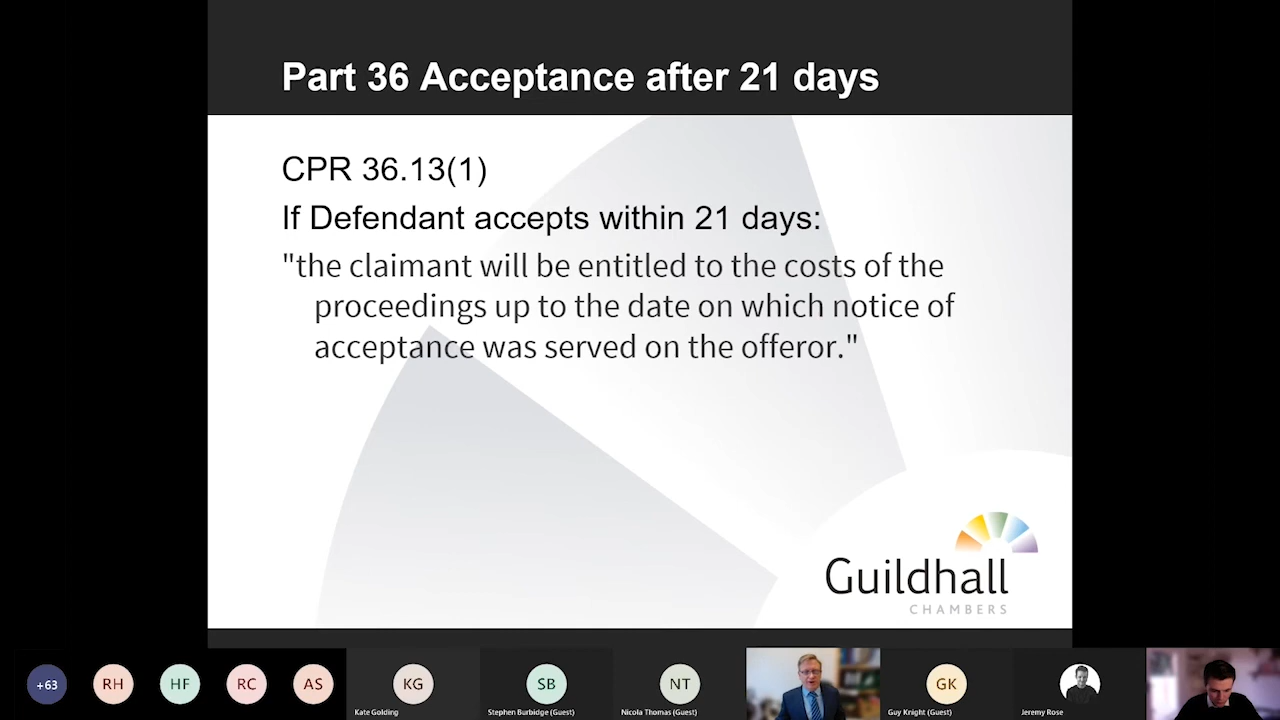 Part 36 Acceptance after 21 days
CPR 36.13(1)
If Defendant accepts within 21 days:
"the claimant will be entitled to the costs of the
proceedings up to the date on which notice of
acceptance was served on the offeror."
Guildhall
CHAMBERS
+63
RH
HF
RC
AS
KG
SB
NT
GK
Kate Golding
Stephen Burbidge (Guest)
Nicola Thomas (Guest)
Guy Knight (Guest)
Jeremy Rose